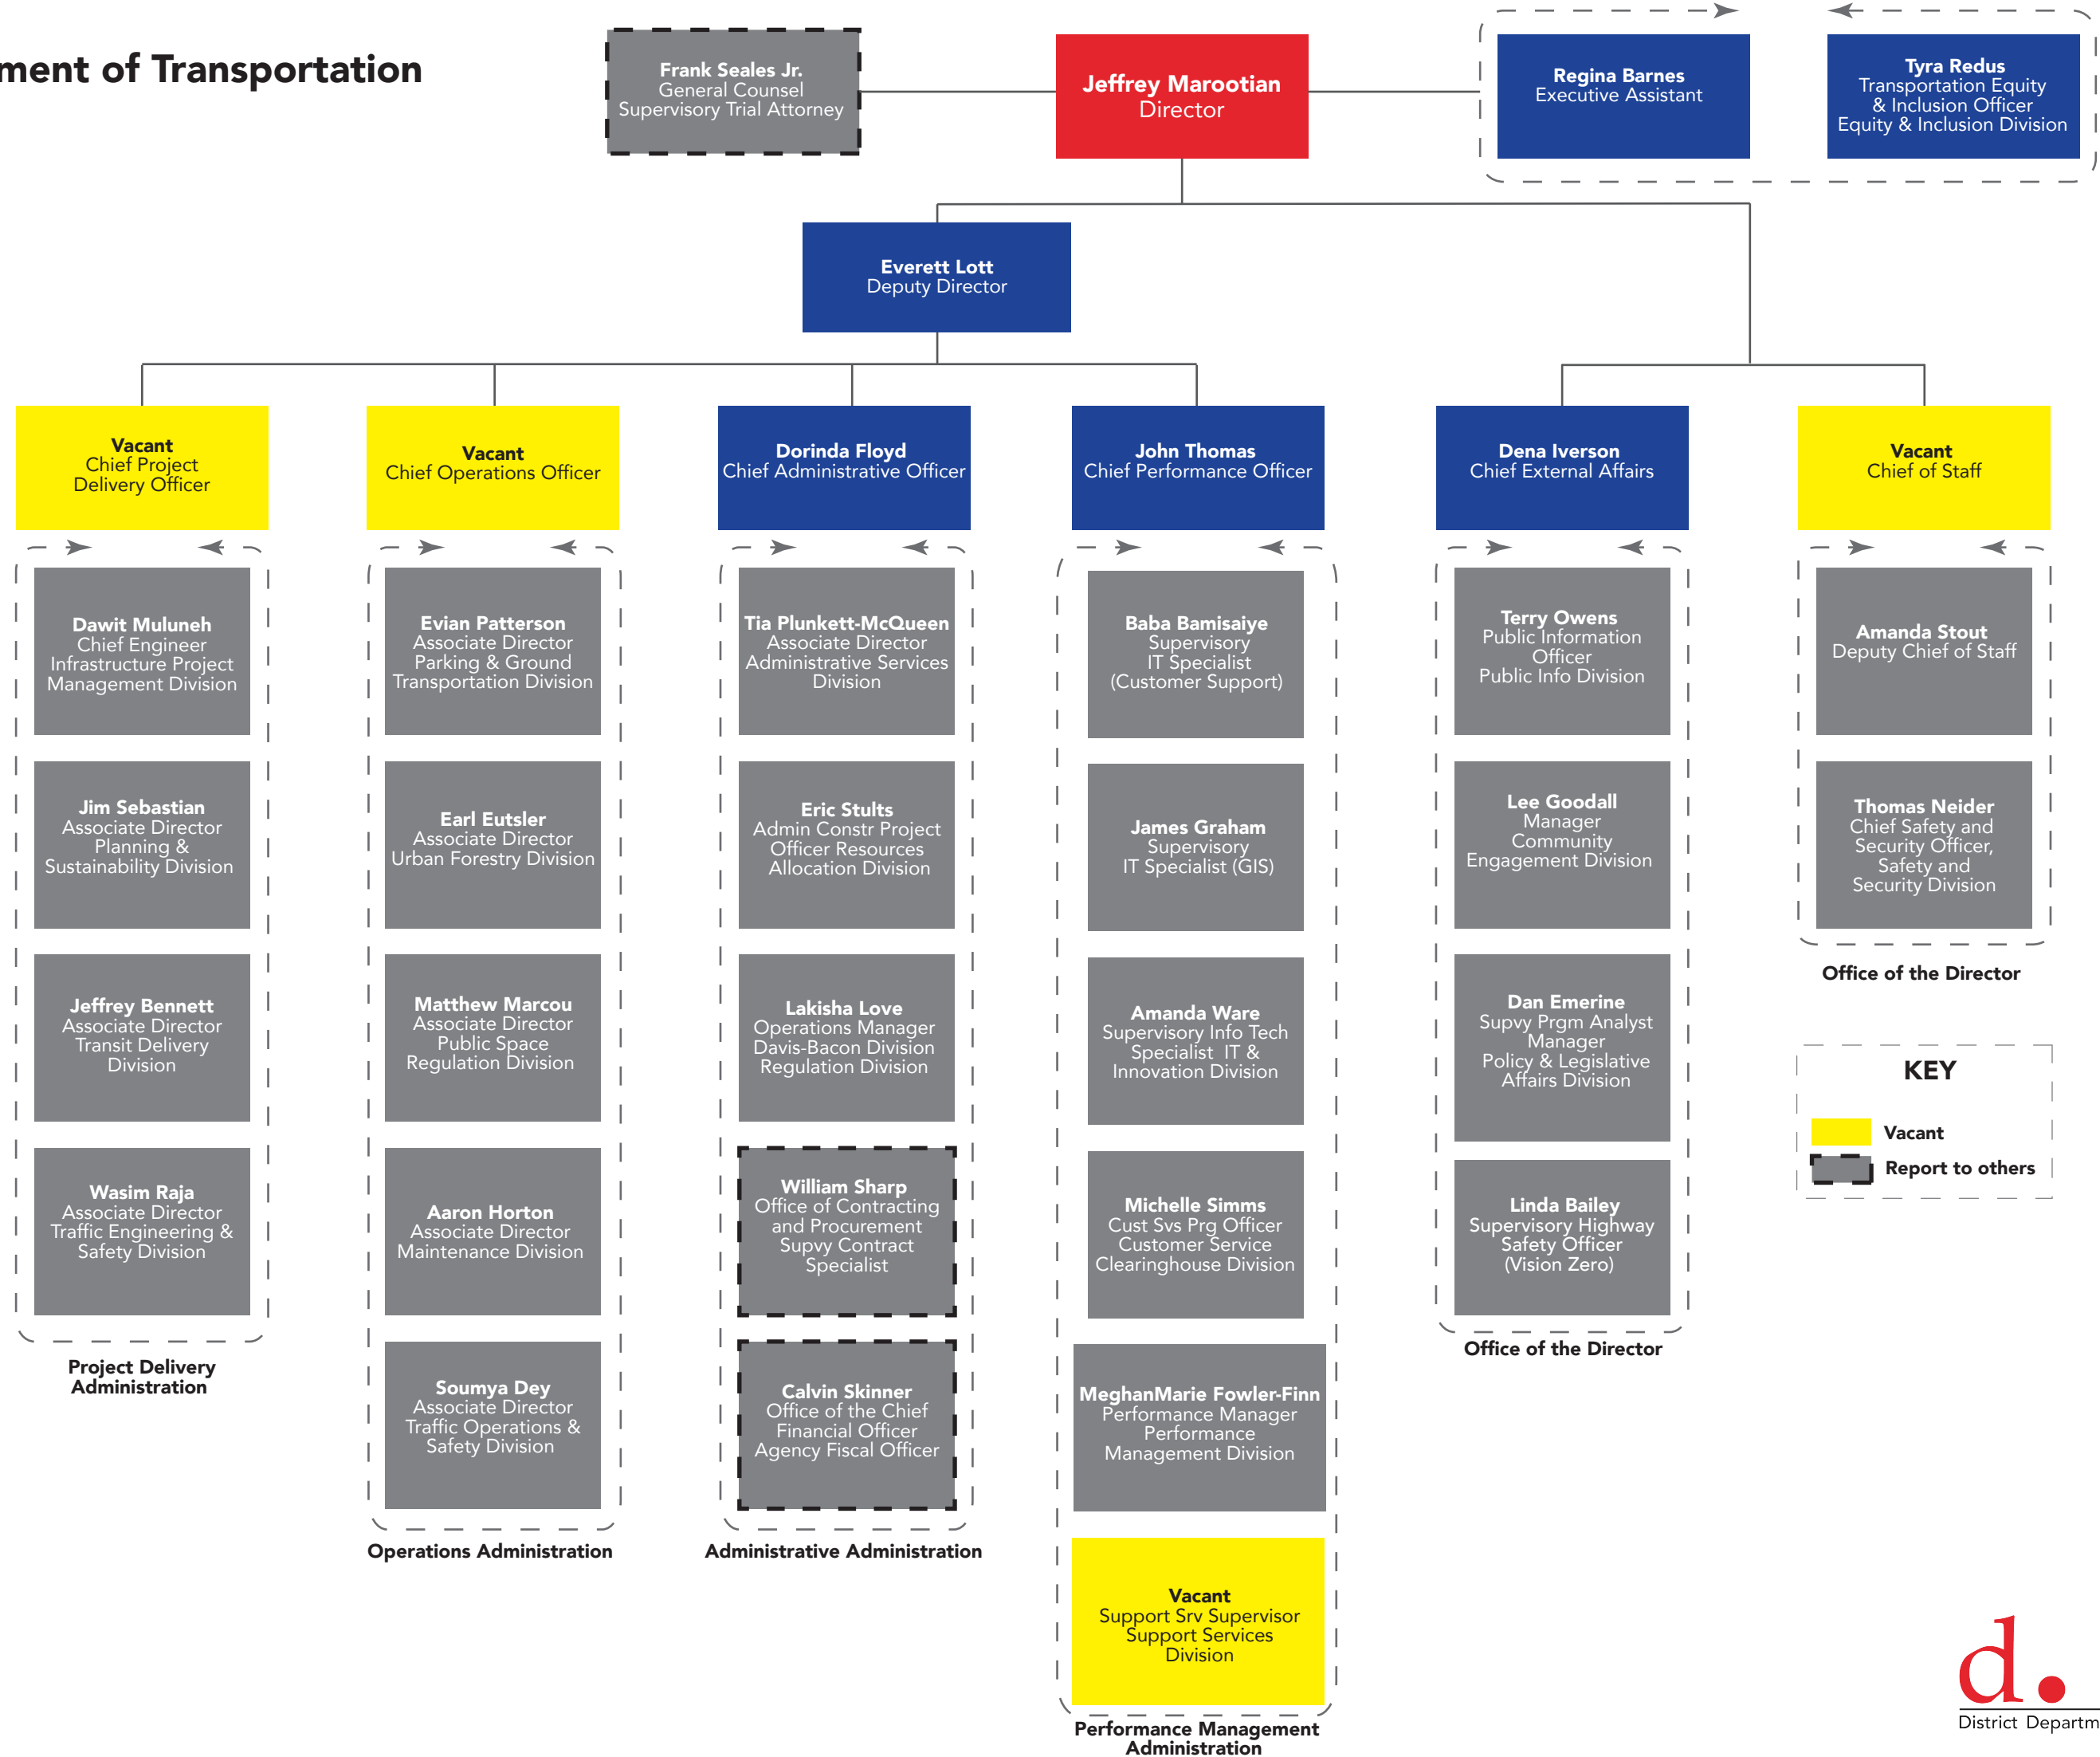 ment of Transportation
Frank Seales Jr.
General Counsel
Supervisory Trial Attorney
Jeffrey Marootian
Director
Regina Barnes
Executive Assistant
Tyra Redus
Transportation Equity
& Inclusion Officer
Equity & Inclusion Division
Everett Lott
Deputy Director
Vacant
Chief Project
Delivery Officer
Vacant
Chief Operations Officer
Dorinda Floyd
Chief Administrative Officer
John Thomas
Chief Performance Officer
Dena Iverson
Chief External Affairs
Vacant
Chief of Staff
Dawit Muluneh
Chief Engineer
Infrastructure Project
Management Division
Jim Sebastian
Associate Director
Planning &
Sustainability Division
Jeffrey Bennett
Associate Director
Transit Delivery
Division
Wasim Raja
Associate Director
Traffic Engineering &
Safety Division
Project Delivery
Administration
Evian Patterson
Associate Director
Parking & Ground
Transportation Division
Earl Eutsler
Associate Director
Urban Forestry Division
Matthew Marcou
Associate Director
Public Space
Regulation Division
Aaron Horton
Associate Director
Maintenance Division
Soumya Dey
Associate Director
Traffic Operations &
Safety Division
Operations Administration
Tia Plunkett-McQueen
Associate Director
Administrative Services
Division
Eric Stults
Admin Constr Project
Officer Resources
Allocation Division
Lakisha Love
Operations Manager
Davis-Bacon Division
Regulation Division
William Sharp
Office of Contracting
and Procurement
Supvy Contract
Specialist
Calvin Skinner
Office of the Chief
Financial Officer
Agency Fiscal Officer
Administrative Administration
Baba Bamisaiye
Supervisory
IT Specialist
(Customer Support)
James Graham
Supervisory
IT Specialist (GIS)
Amanda Ware
Supervisory Info Tech
Specialist IT &
Innovation Division
Michelle Simms
Cust Svs Prg Officer
Customer Service
Clearinghouse Division
MeghanMarie Fowler-Finn
Performance Manager
Performance
Management Division
Vacant
Support Srv Supervisor
Support Services
Division
Performance Management
Administration
Terry Owens
Public Information
Officer
Public Info Division
Lee Goodall
Manager
Community
Engagement Division
Dan Emerine
Supvy Prgm Analyst
Manager
Policy & Legislative
Affairs Division
Linda Bailey
Supervisory Highway
Safety Officer
(Vision Zero)
Office of the Director
Amanda Stout
Deputy Chief of Staff
Thomas Neider
Chief Safety and
Security Officer,
Safety and
Security Division
Office of the Director
KEY
Vacant
Report to others
d.
District Departm